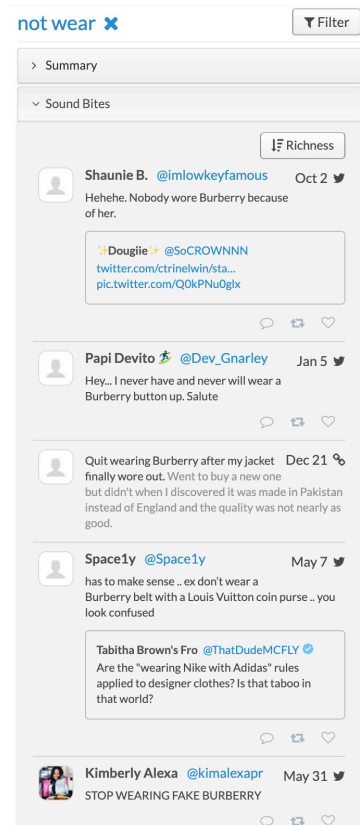 not wear ✖ Filter
> Summary
Sound Bites
Richness
Shaunie B. @imlowkeyfamous Oct 2
Hehehe. Nobody wore Burberry because
of her.
✨Dougiie✨ @SoCROWNNN
twitter.com/ctrinelwin/sta...
pic.twitter.com/Q0kPNu0glx
Papi Devito 🏄 @Dev_Gnarley Jan 5
Hey... I never have and never will wear a
Burberry button up. Salute
Quit wearing Burberry after my jacket Dec 21
finally wore out. Went to buy a new one
but didn't when I discovered it was made in Pakistan
instead of England and the quality was not nearly as
good.
Space1y @Space1y May 7
has to make sense .. ex don't wear a
Burberry belt with a Louis Vuitton coin purse .. you
look confused
Tabitha Brown's Fro @ThatDudeMCFLY
Are the "wearing Nike with Adidas" rules
applied to designer clothes? Is that taboo in
that world?
Kimberly Alexa @kimalexapr May 31
STOP WEARING FAKE BURBERRY